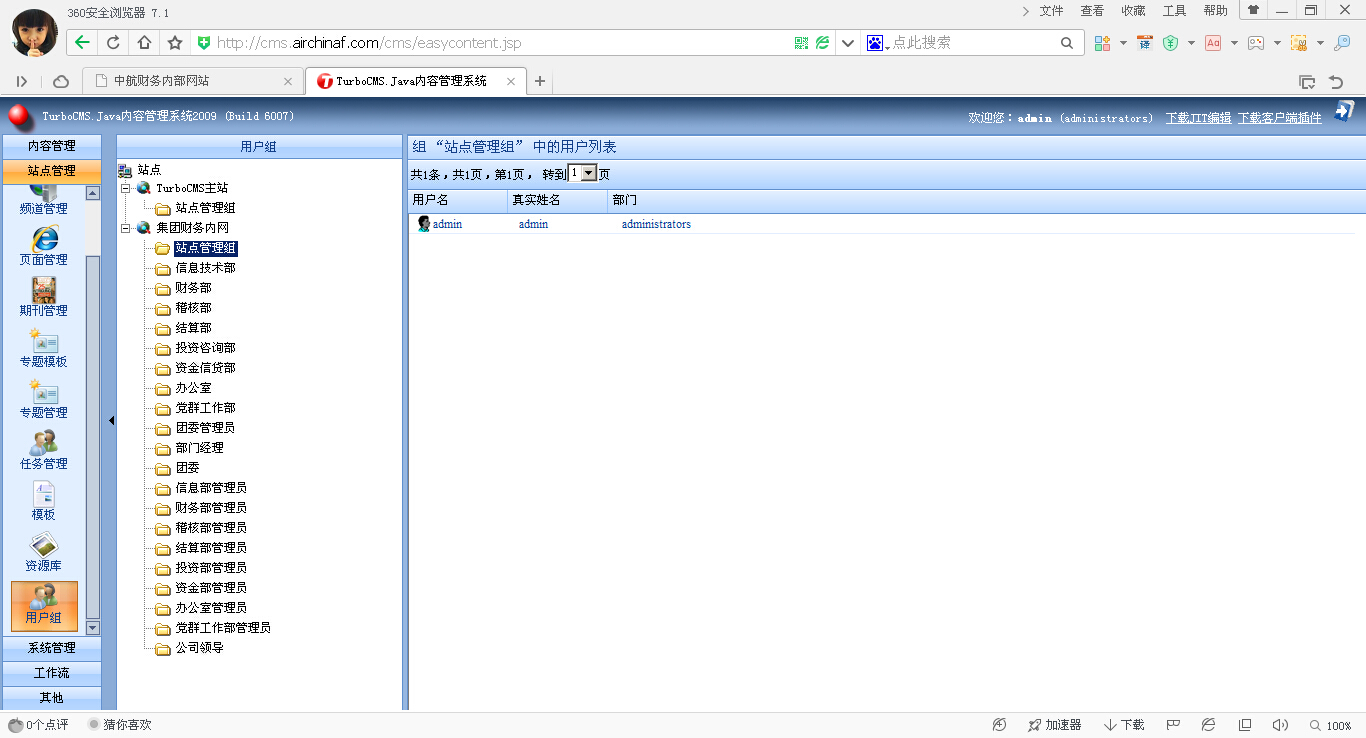 360安全浏览器 7.1
文件 查看 收藏 工具 帮助
http://cms.airchinaf.com/cms/easycontent.jsp
点此搜索
中航财务内部网站
TurboCMS.Java内容管理系统
TurboCMS.Java内容管理系统2009 (Build 6007)
欢迎您：admin (administrators) 下载JIT编辑 下载客户端插件
内容管理
站点管理
频道管理
页面管理
期刊管理
专题模板
专题管理
任务管理
模板
资源库
用户组
系统管理
工作流
其他
用户组
站点
TurboCMS主站
站点管理组
集团财务内网
站点管理组
信息技术部
财务部
稽核部
结算部
投资咨询部
资金信贷部
办公室
党群工作部
团委管理员
部门经理
团委
信息部管理员
财务部管理员
稽核部管理员
结算部管理员
投资部管理员
资金部管理员
办公室管理员
党群工作部管理员
公司领导
组 “站点管理组” 中的用户列表
共1条，共1页，第1页， 转到 1 页
用户名 真实姓名 部门
admin admin administrators
0个点评 猜你喜欢
加速器 下载 100%